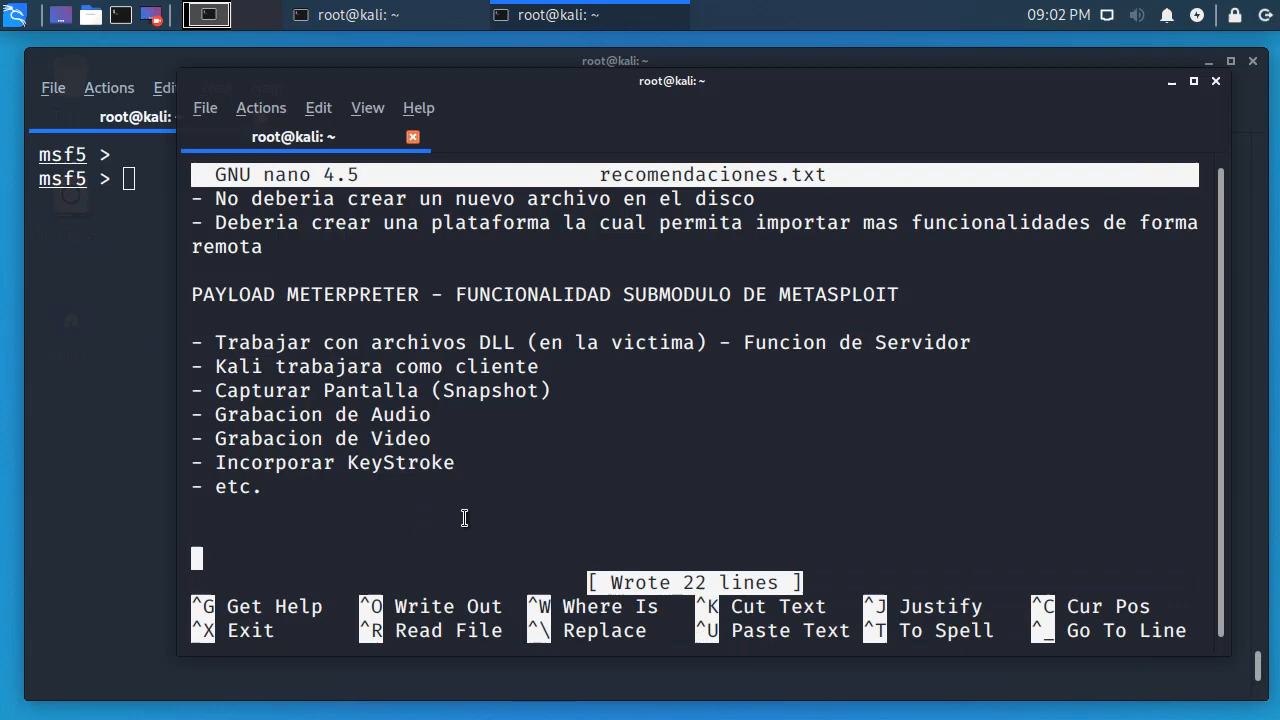 root@kali: ~
root@kali: ~
09:02 PM
root@kali: ~
File Actions Edi
root@kali:
msf5 >
msf5 >
root@kali: ~
File Actions Edit View Help
root@kali: ~
GNU nano 4.5 recomendaciones.txt
- No deberia crear un nuevo archivo en el disco
- Deberia crear una plataforma la cual permita importar mas funcionalidades de forma
remota
PAYLOAD METERPRETER - FUNCIONALIDAD SUBMODULO DE METASPLOIT
- Trabajar con archivos DLL (en la victima) - Funcion de Servidor
- Kali trabajara como cliente
- Capturar Pantalla (Snapshot)
- Grabacion de Audio
- Grabacion de Video
- Incorporar KeyStroke
- etc.
[ Wrote 22 lines ]
^G Get Help ^O Write Out ^W Where Is ^K Cut Text ^J Justify ^C Cur Pos
^X Exit ^R Read File ^\ Replace ^U Paste Text ^T To Spell ^_ Go To Line